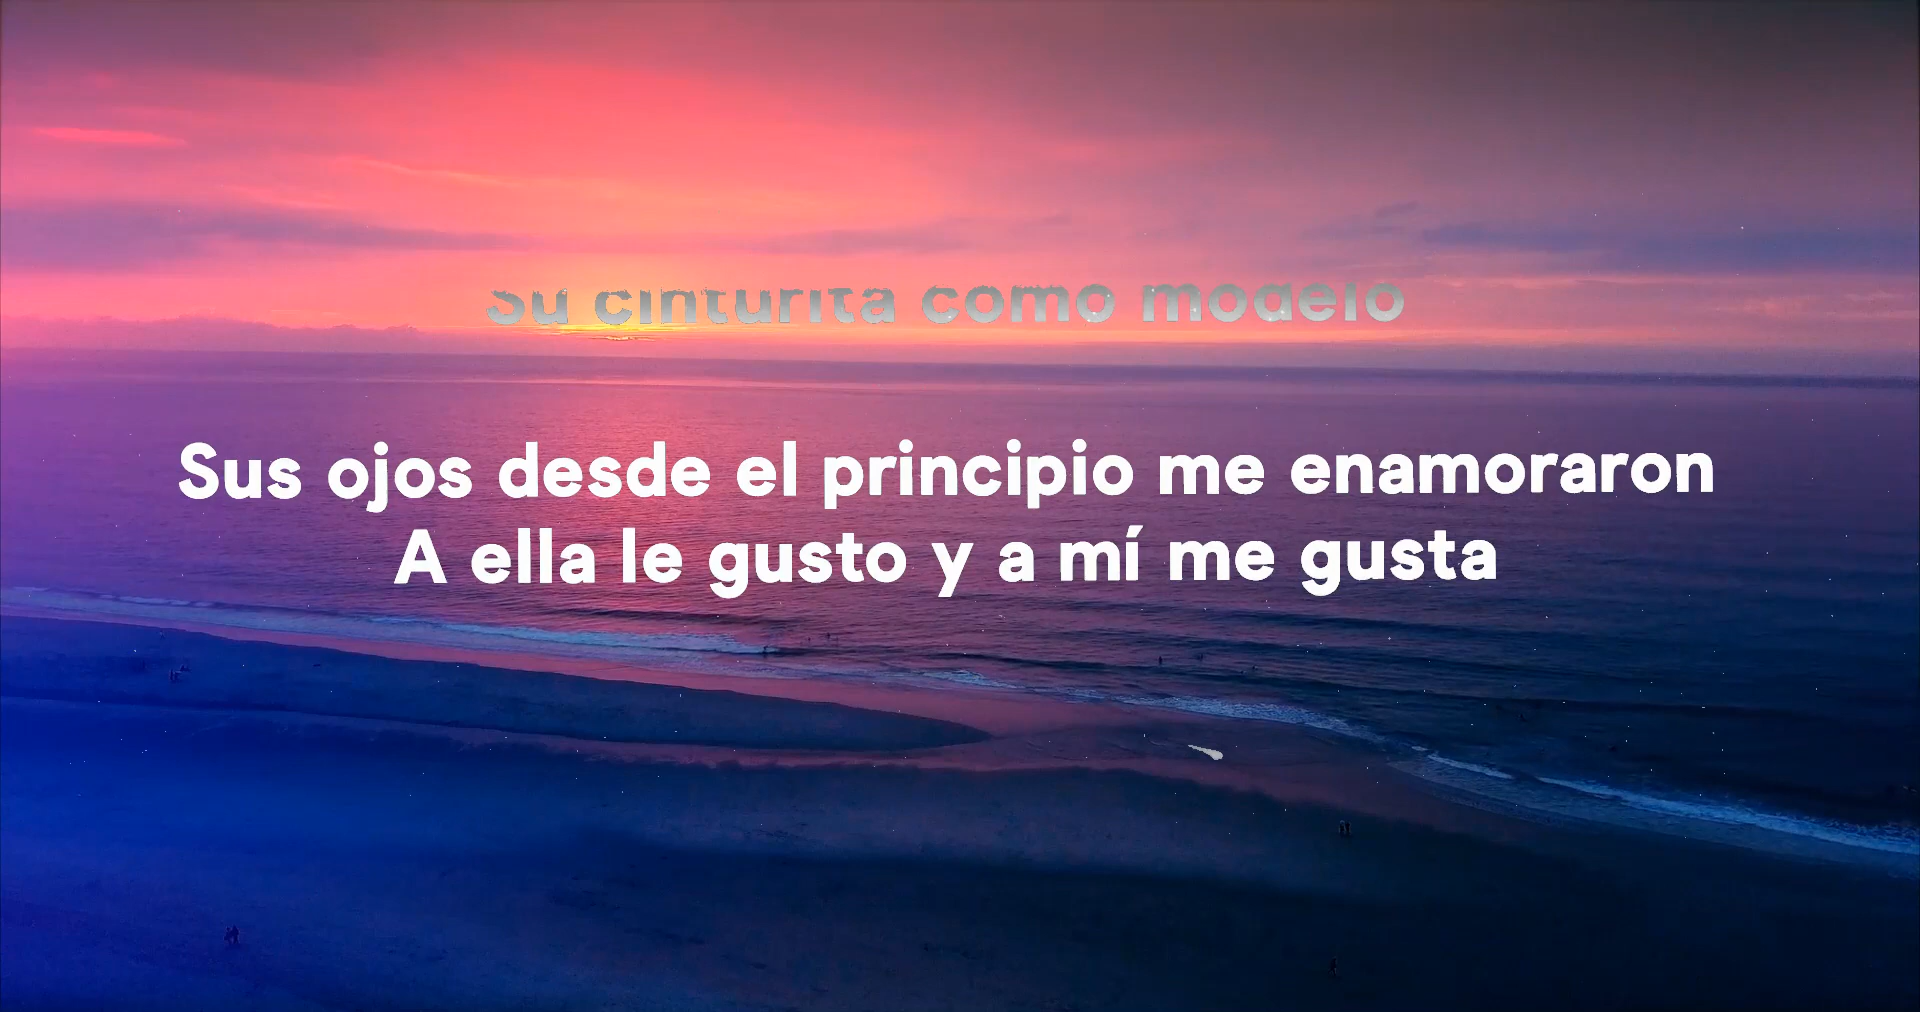 Su cinturita como modelo
Sus ojos desde el principio me enamoraron
A ella le gusto y a mí me gusta